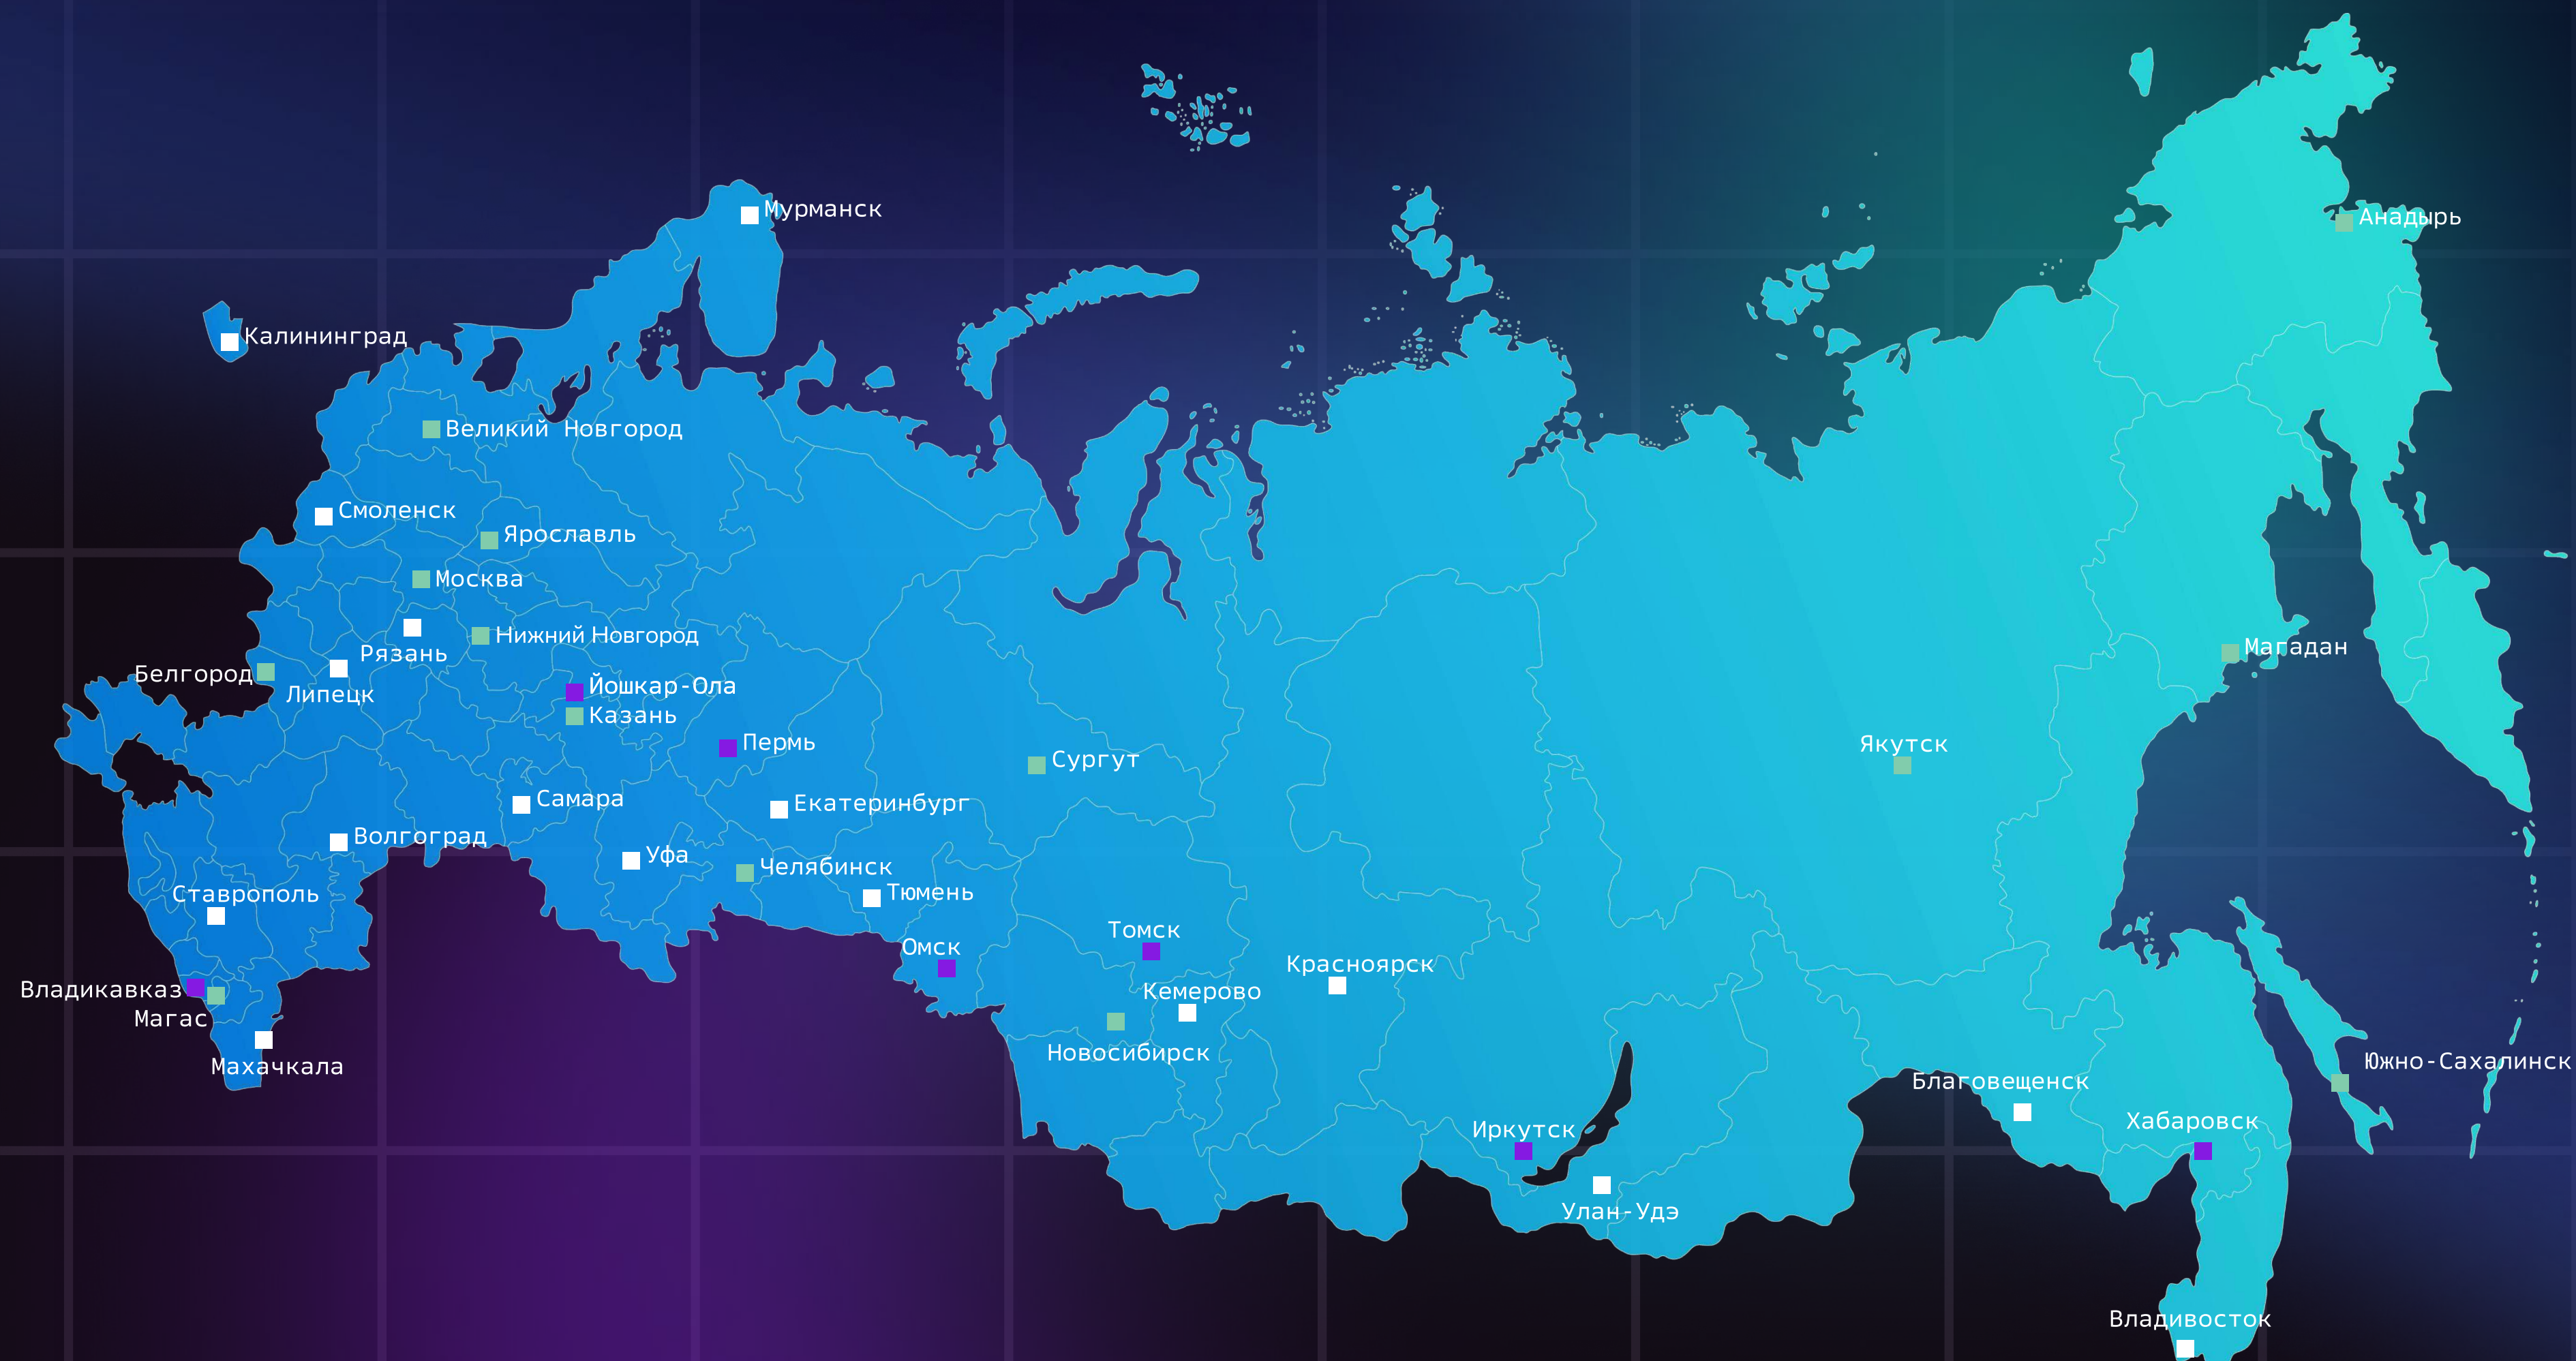 Мурманск
Анадырь
Калининград
Великий Новгород
Смоленск
Ярославль
Москва
Нижний Новгород
Рязань
Магадан
Белгород
Липецк
Йошкар-Ола
Казань
Пермь
Якутск
Сургут
Самара
Екатеринбург
Волгоград
Уфа
Челябинск
Ставрополь
Тюмень
Томск
Омск
Красноярск
Владикавказ
Кемерово
Магас
Новосибирск
Махачкала
Южно-Сахалинск
Благовещенск
Хабаровск
Иркутск
Улан-Удэ
Владивосток